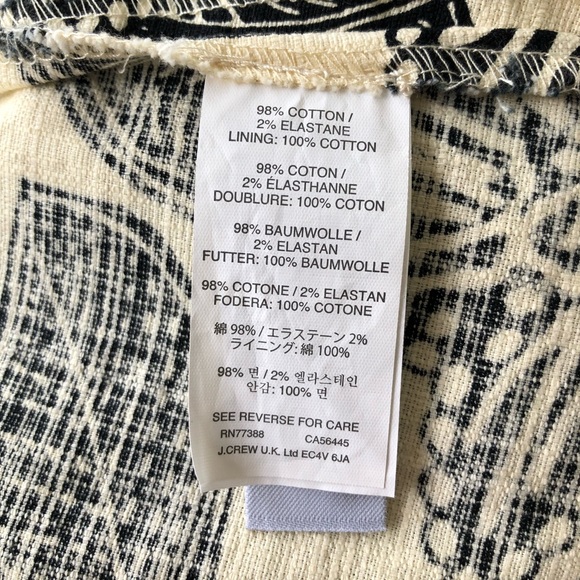 98% COTTON /
2% ELASTANE
LINING: 100% COTTON
98% COTON /
2% ÉLASTHANNE
DOUBLURE: 100% COTON
98% BAUMWOLLE /
2% ELASTAN
FUTTER: 100% BAUMWOLLE
98% COTONE / 2% ELASTAN
FODERA: 100% COTONE
綿 98% / エラステーン 2%
ライニング: 綿 100%
98% 면 / 2% 엘라스테인
안감: 100% 면
SEE REVERSE FOR CARE
RN77388 CA56445
J.CREW U.K. Ltd EC4V 6JA